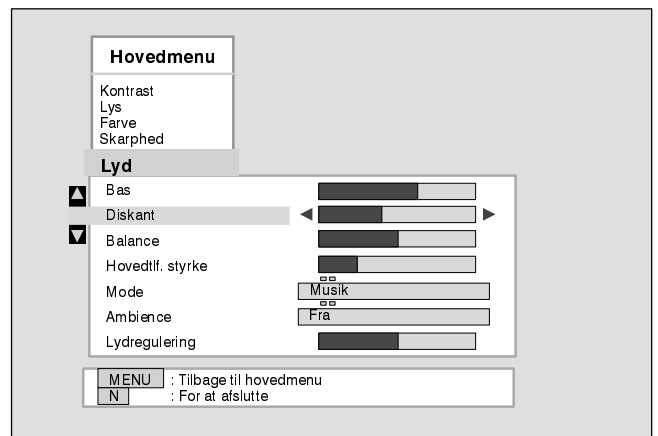 Hovedmenu
Kontrast
Lys
Farve
Skarphed
Lyd
Bas
Diskant
Balance
Hovedtlf. styrke
Mode Musik
Ambience Fra
Lydregulering
MENU : Tilbage til hovedmenu
N : For at afslutte